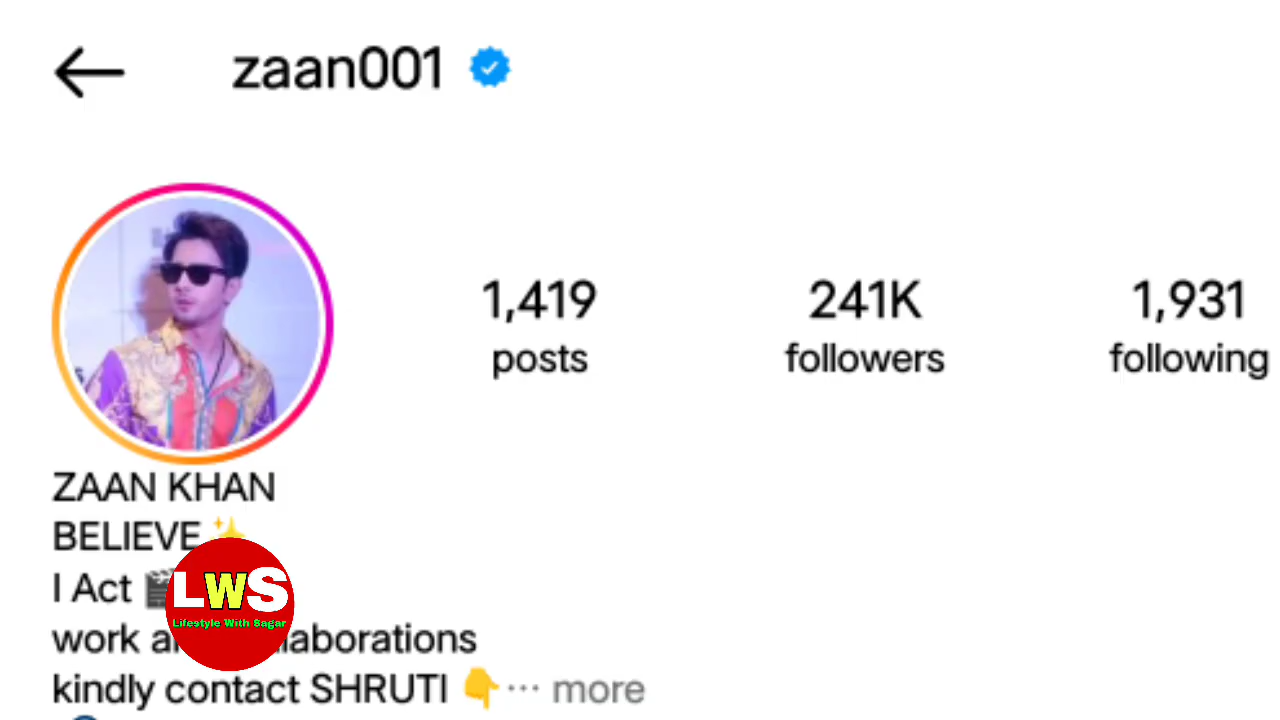 zaan001
1,419 241K 1,931
posts followers following
ZAAN KHAN
BELIEVE ✨
I Act 🎬
work a laborations
kindly contact SHRUTI 👇... more
LWS
Lifestyle With Sagar